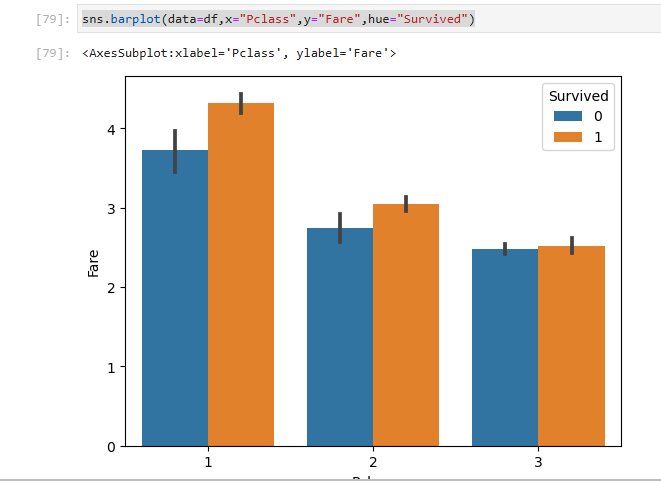 [79]: sns.barplot(data=df,x="Pclass",y="Fare",hue="Survived")
[79]: <AxesSubplot:xlabel='Pclass', ylabel='Fare'>
Survived
0
1
4
3
2
1
0
Fare
1 2 3